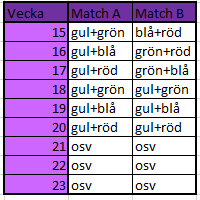 Vecka Match A Match B
15 gul+grön blå+röd
16 gul+blå grön+röd
17 gul+röd grön+blå
18 gul+grön gul+grön
19 gul+blå gul+blå
20 gul+röd gul+röd
21 osv osv
22 osv osv
23 osv osv